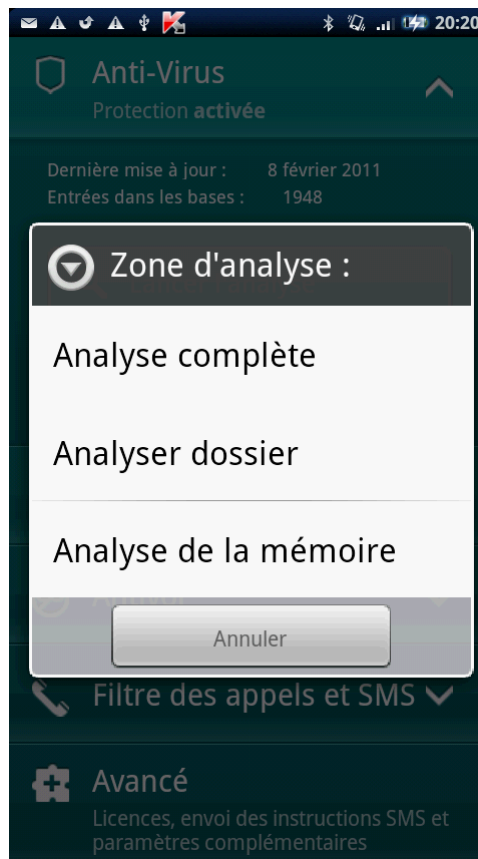 20:20
Anti-Virus
Protection activée
Dernière mise à jour : 8 février 2011
Entrées dans les bases : 1948
Zone d'analyse :
Analyse complète
Analyser dossier
Analyse de la mémoire
Annuler
Filtre des appels et SMS
Avancé
Licences, envoi des instructions SMS et
paramètres complémentaires